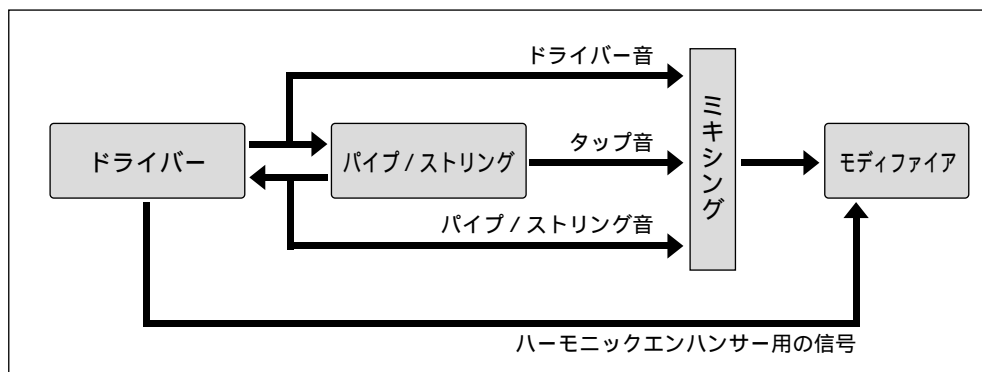 ドライバー音
ドライバー
パイプ / ストリング
タップ音
ミキシング
モディファイア
パイプ / ストリング音
ハーモニックエンハンサー用の信号